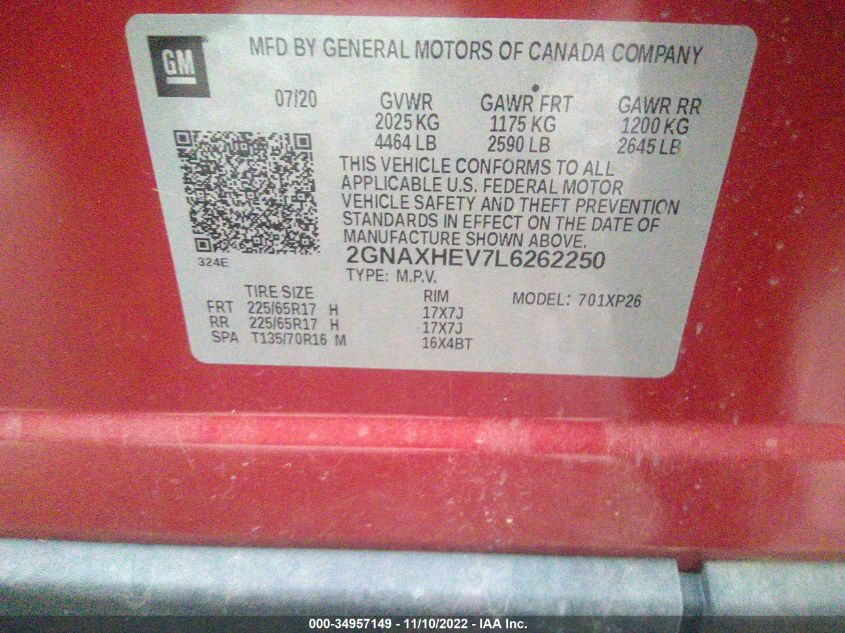 GM
MFD BY GENERAL MOTORS OF CANADA COMPANY
07/20 GVWR GAWR FRT GAWR RR
2025 KG 1175 KG 1200 KG
4464 LB 2590 LB 2645 LB
THIS VEHICLE CONFORMS TO ALL
APPLICABLE U.S. FEDERAL MOTOR
VEHICLE SAFETY AND THEFT PREVENTION
STANDARDS IN EFFECT ON THE DATE OF
MANUFACTURE SHOWN ABOVE.
324E
2GNAXHEV7L6262250
TYPE: M.P.V.
TIRE SIZE RIM MODEL: 701XP26
FRT 225/65R17 H 17X7J
RR 225/65R17 H 17X7J
SPA T135/70R16 M 16X4BT
000-34957149 - 11/10/2022 - IAA Inc.